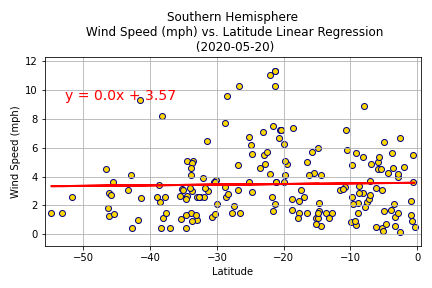 Southern Hemisphere
Wind Speed (mph) vs. Latitude Linear Regression
(2020-05-20)
12
10
8
6
4
2
0
y = 0.0x + 3.57
Wind Speed (mph)
−50
−40
−30
−20
−10
0
Latitude